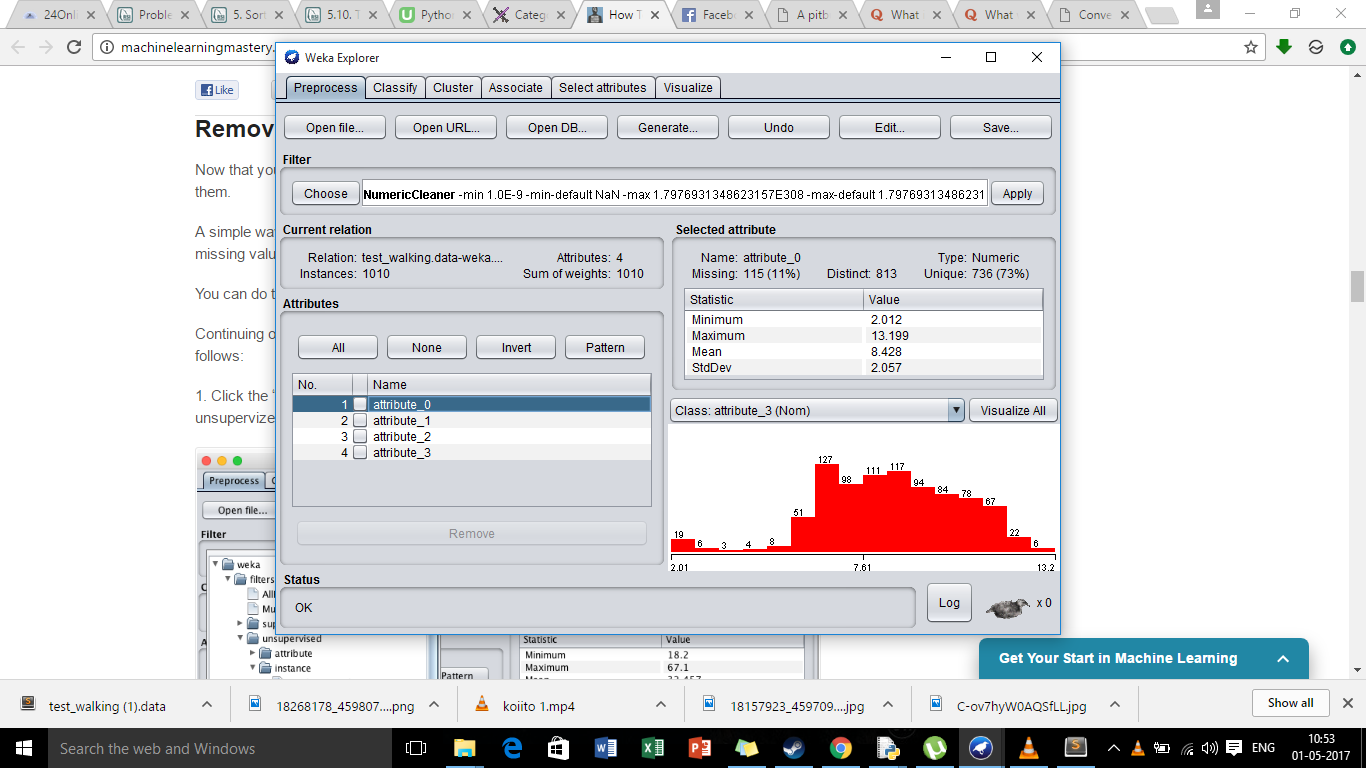 24Onl
Proble
5. Sort
5.10. T
Python
Categ
How T
Faceb
A pitb
What
What
Conve
machinelearningmastery.
Like
Remov
Now that you
them.
A simple wa
missing valu
You can do t
Continuing o
follows:
1. Click the "
unsupervize
Weka Explorer
Preprocess Classify Cluster Associate Select attributes Visualize
Open file... Open URL... Open DB... Generate... Undo Edit... Save...
Filter
Choose NumericCleaner -min 1.0E-9 -min-default NaN -max 1.7976931348623157E308 -max-default 1.79769313486231 Apply
Current relation
Relation: test_walking.data-weka.... Attributes: 4
Instances: 1010 Sum of weights: 1010
Attributes
All None Invert Pattern
No. Name
1 attribute_0
2 attribute_1
3 attribute_2
4 attribute_3
Remove
Selected attribute
Name: attribute_0 Type: Numeric
Missing: 115 (11%) Distinct: 813 Unique: 736 (73%)
Statistic Value
Minimum 2.012
Maximum 13.199
Mean 8.428
StdDev 2.057
Class: attribute_3 (Nom) Visualize All
19 6 3 4 8 51 127 98 111 117 94 84 78 67 22 6
2.01 7.61 13.2
Status
OK
Log x 0
Preprocess
Open file...
Filter
weka
filters
All
Mu
sup
unsupervised
attribute
instance
Pattern
Statistic Value
Minimum 18.2
Maximum 67.1
Get Your Start in Machine Learning
test_walking (1).data
18268178_459807....png
koiito 1.mp4
18157923_459709....jpg
C-ov7hyW0AQSfLL.jpg
Show all
Search the web and Windows
ENG
10:53
01-05-2017